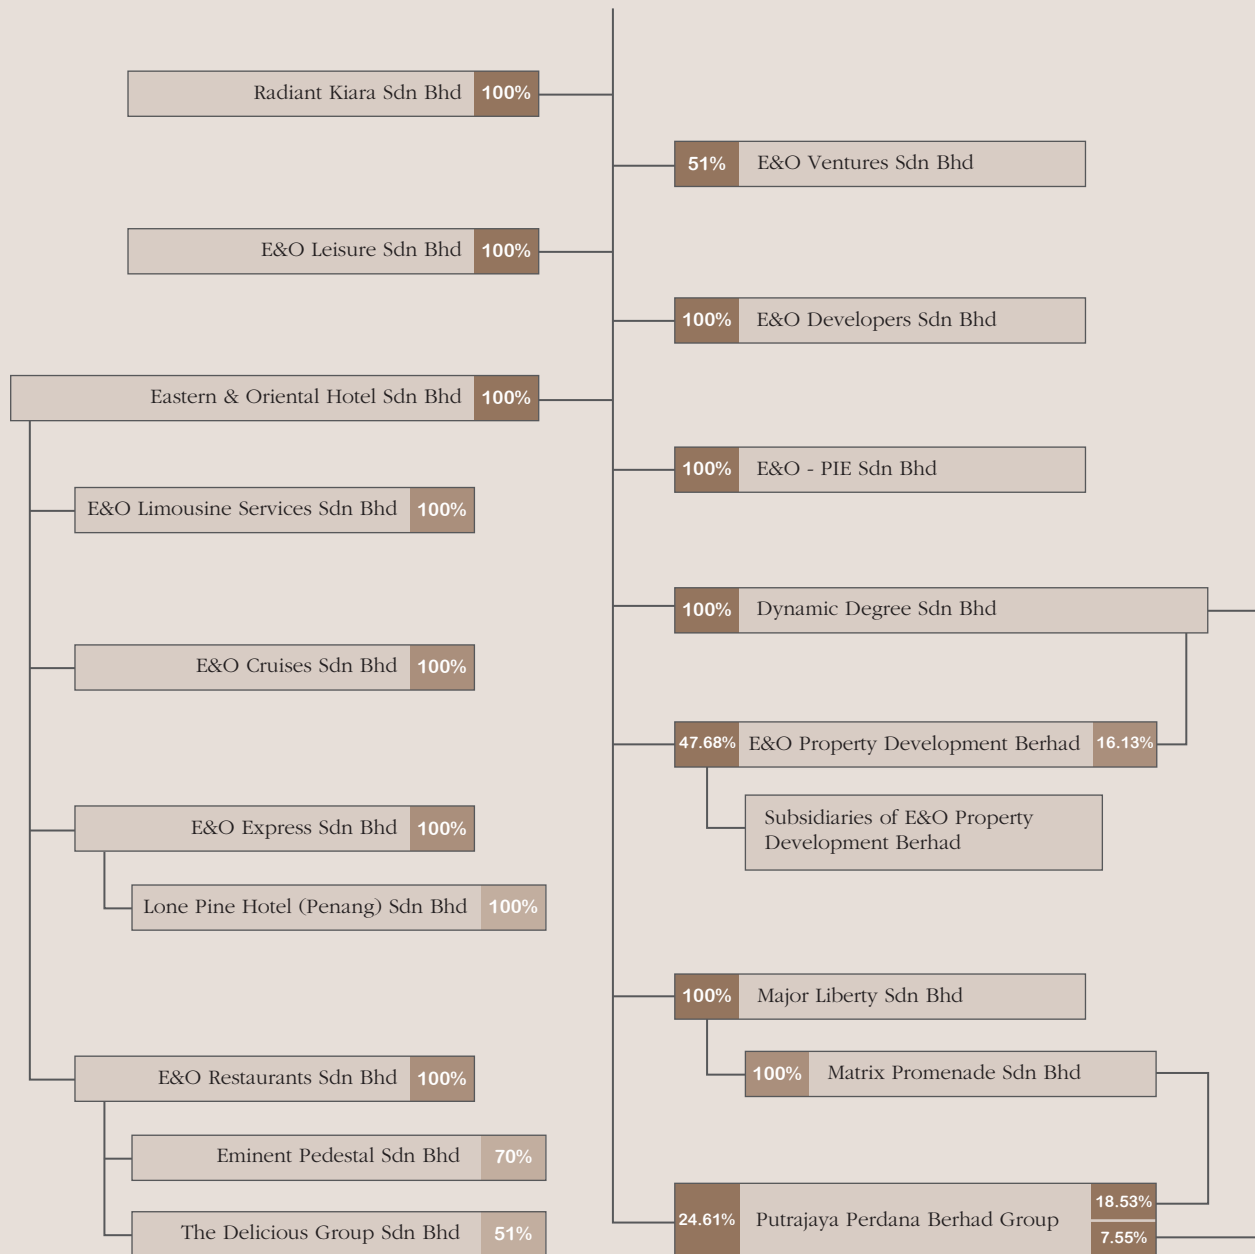 Radiant Kiara Sdn Bhd 100%
E&O Leisure Sdn Bhd 100%
Eastern & Oriental Hotel Sdn Bhd 100%
E&O Limousine Services Sdn Bhd 100%
E&O Cruises Sdn Bhd 100%
E&O Express Sdn Bhd 100%
Lone Pine Hotel (Penang) Sdn Bhd 100%
E&O Restaurants Sdn Bhd 100%
Eminent Pedestal Sdn Bhd 70%
The Delicious Group Sdn Bhd 51%
51% E&O Ventures Sdn Bhd
100% E&O Developers Sdn Bhd
100% E&O - PIE Sdn Bhd
100% Dynamic Degree Sdn Bhd
47.68% E&O Property Development Berhad 16.13%
Subsidiaries of E&O Property
Development Berhad
100% Major Liberty Sdn Bhd
100% Matrix Promenade Sdn Bhd
18.53%
24.61% Putrajaya Perdana Berhad Group
7.55%